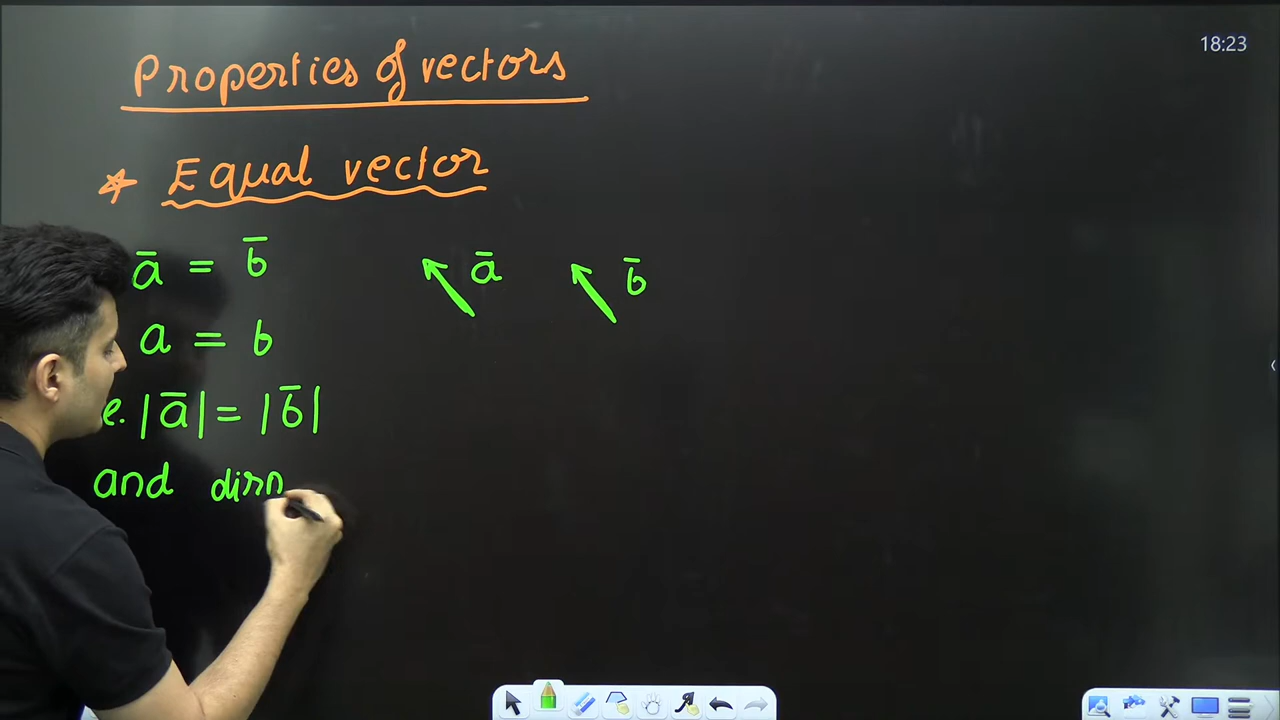 18:23
Properties of vectors
* Equal vector
ā = b̄
ā b̄
a = b
e. |ā| = |b̄|
and dirn